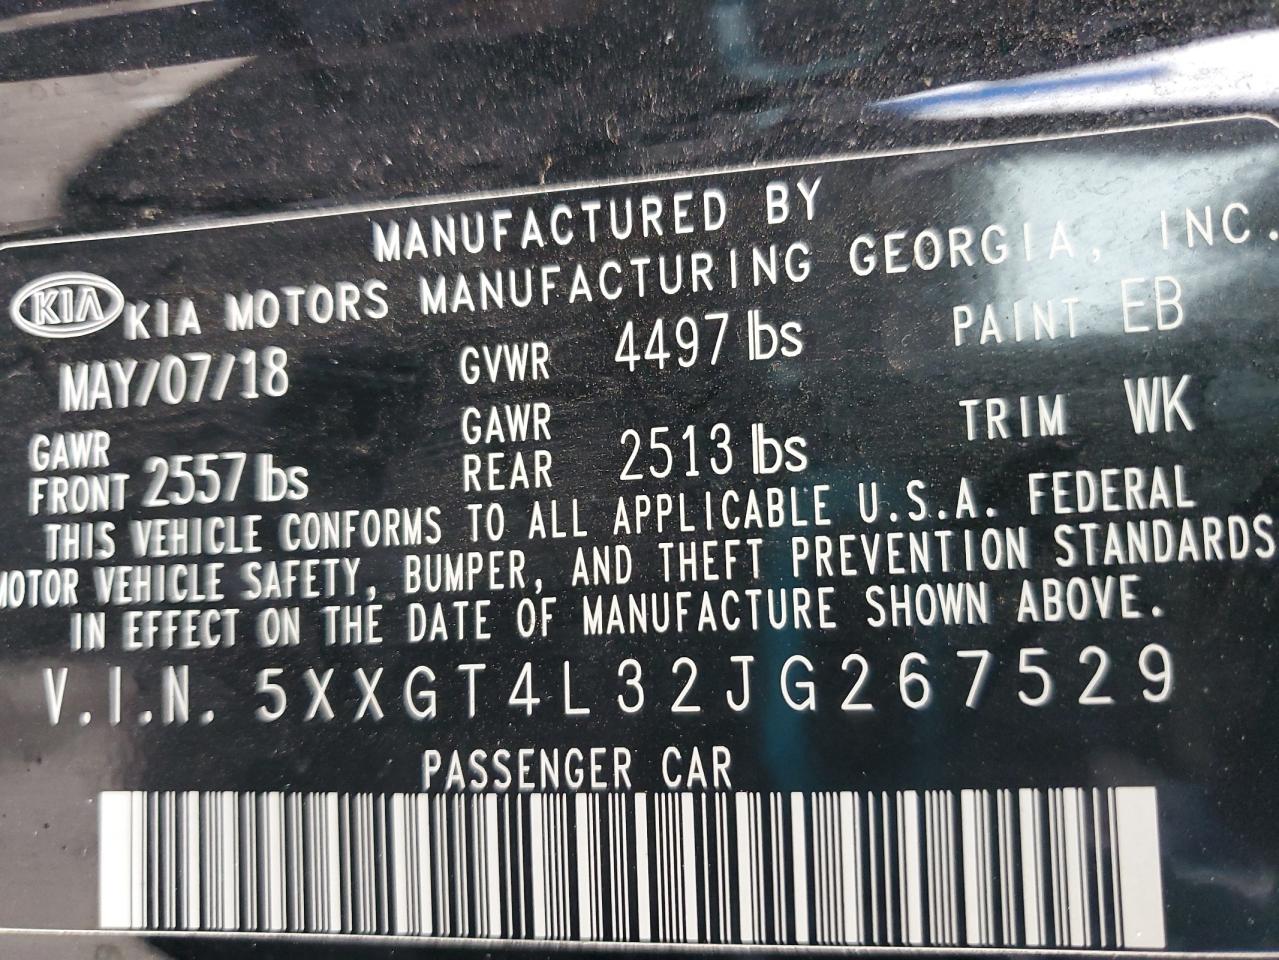 MANUFACTURED BY
KIA KIA MOTORS MANUFACTURING GEORGIA, INC.
MAY/07/18 GVWR 4497 lbs PAINT EB
GAWR FRONT 2557 lbs GAWR REAR 2513 lbs TRIM WK
THIS VEHICLE CONFORMS TO ALL APPLICABLE U.S.A. FEDERAL
MOTOR VEHICLE SAFETY, BUMPER, AND THEFT PREVENTION STANDARDS
IN EFFECT ON THE DATE OF MANUFACTURE SHOWN ABOVE.
V.I.N. 5XXGT4L32JG267529
PASSENGER CAR